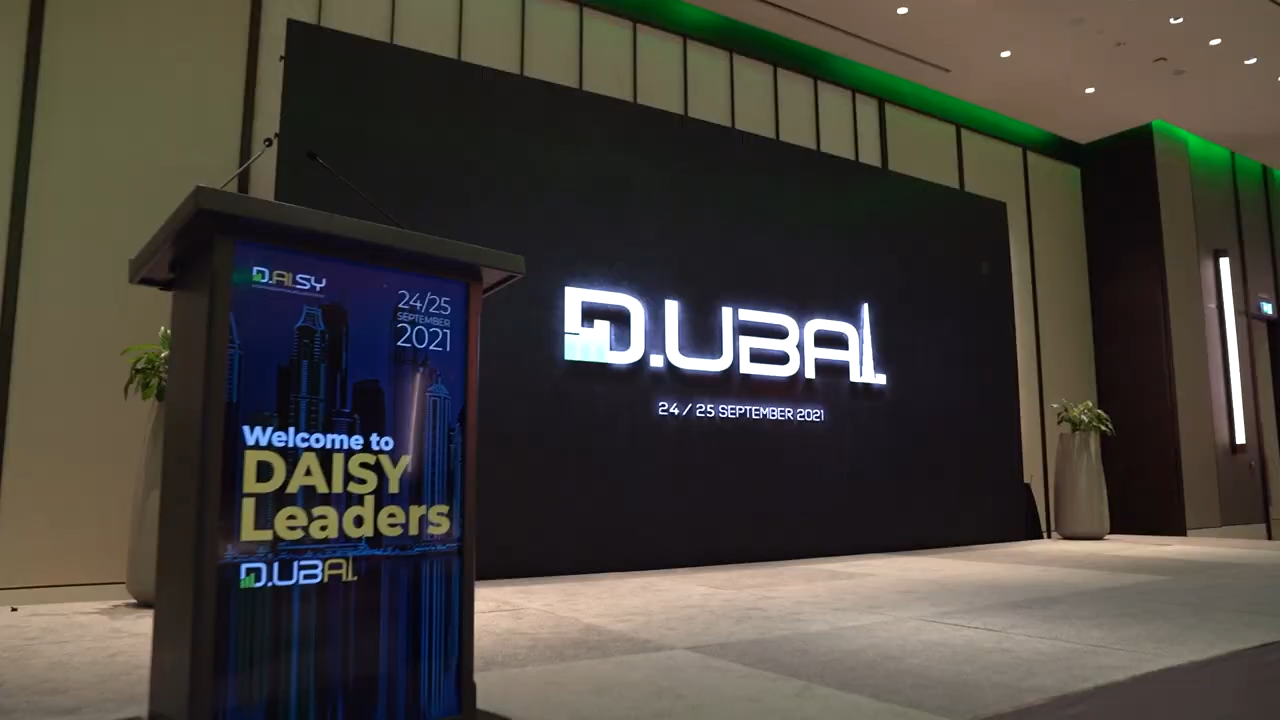 D.AI.SY
24/25
SEPTEMBER
2021
Welcome to
DAISY
Leaders
D.UBAI.
D.UBAI.
24 / 25 SEPTEMBER 2021